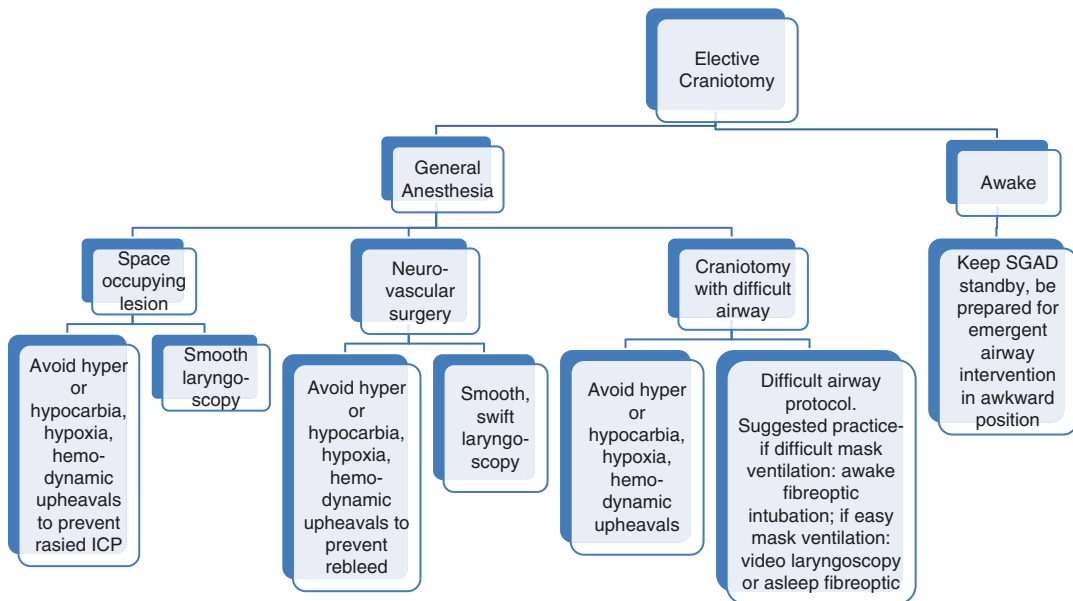 Elective
Craniotomy
General
Anesthesia
Awake
Space
occupying
lesion
Neuro-
vascular
surgery
Craniotomy
with difficult
airway
Keep SGAD
standby, be
prepared for
emergent
airway
intervention
in awkward
position
Avoid hyper
or
hypocarbia,
hypoxia,
hemo-
dynamic
upheavals
to prevent
rasied ICP
Smooth
laryngo-
scopy
Avoid hyper
or
hypocarbia,
hypoxia,
hemo-
dynamic
upheavals to
prevent
rebleed
Smooth,
swift
laryngo-
scopy
Avoid hyper
or
hypocarbia,
hypoxia,
hemo-
dynamic
upheavals
Difficult airway
protocol.
Suggested practice-
if difficult mask
ventilation: awake
fibreoptic
intubation; if easy
mask ventilation:
video laryngoscopy
or asleep fibreoptic